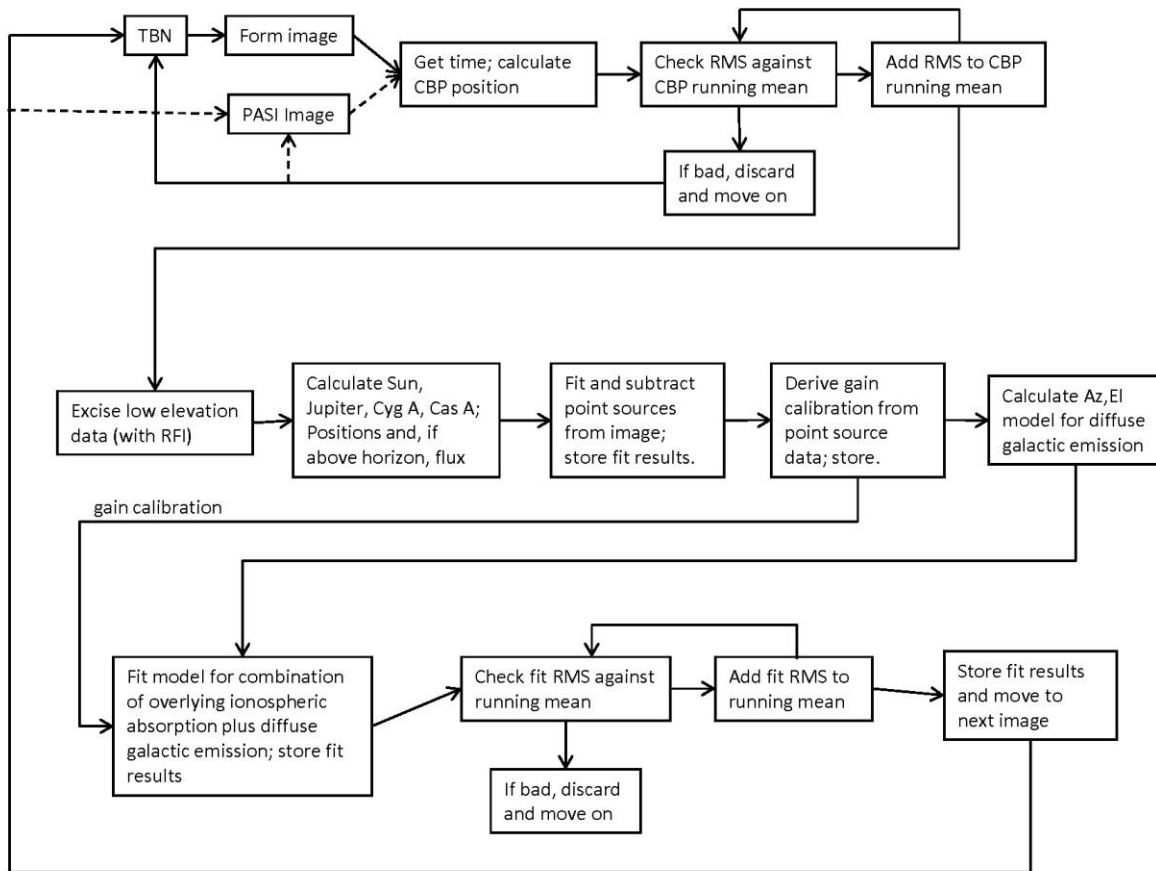 TBN
Form image
PASI Image
Get time; calculate
CBP position
Check RMS against
CBP running mean
Add RMS to CBP
running mean
If bad, discard
and move on
Excise low elevation
data (with RFI)
Calculate Sun,
Jupiter, Cyg A, Cas A;
Positions and, if
above horizon, flux
Fit and subtract
point sources
from image;
store fit results.
Derive gain
calibration from
point source
data; store.
Calculate Az,El
model for diffuse
galactic emission
gain calibration
Fit model for combination
of overlying ionospheric
absorption plus diffuse
galactic emission; store fit
results
Check fit RMS against
running mean
Add fit RMS to
running mean
Store fit results
and move to
next image
If bad, discard
and move on